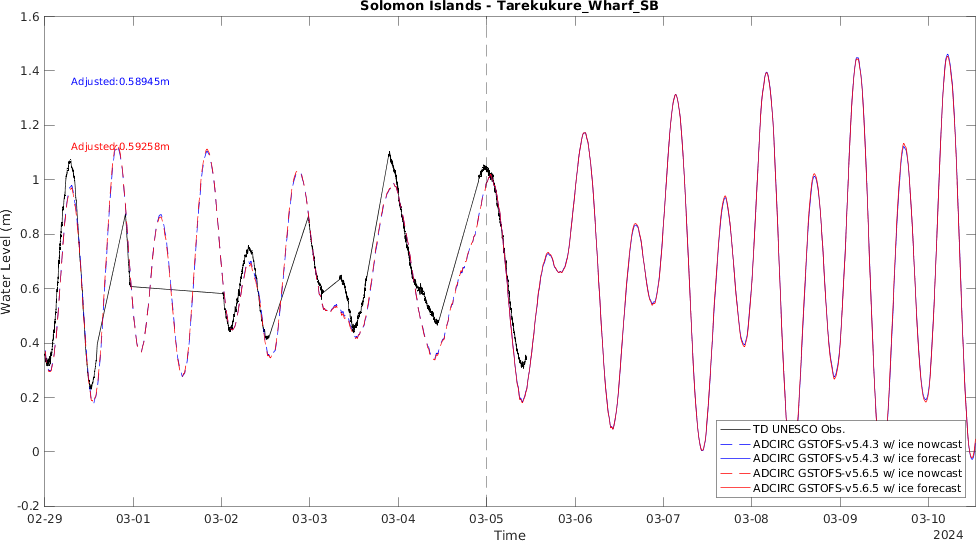 Solomon Islands - Tarekukure_Wharf_SB
1.6
1.4
1.2
1
0.8
0.6
0.4
0.2
0
-0.2
Water Level (m)
Adjusted:0.58945m
Adjusted:0.59258m
TD UNESCO Obs.
ADCIRC GSTOFS-v5.4.3 w/ ice nowcast
ADCIRC GSTOFS-v5.4.3 w/ ice forecast
ADCIRC GSTOFS-v5.6.5 w/ ice nowcast
ADCIRC GSTOFS-v5.6.5 w/ ice forecast
02-29 03-01 03-02 03-03 03-04 03-05 03-06 03-07 03-08 03-09 03-10
Time
2024